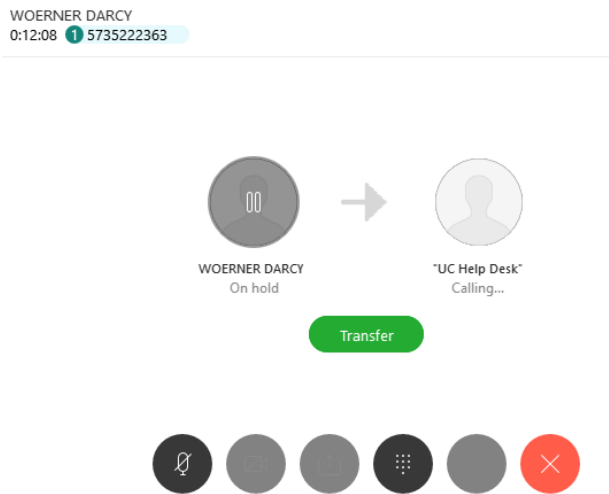 WOERNER DARCY
0:12:08 1 5735222363
WOERNER DARCY
On hold
"UC Help Desk"
Calling...
Transfer